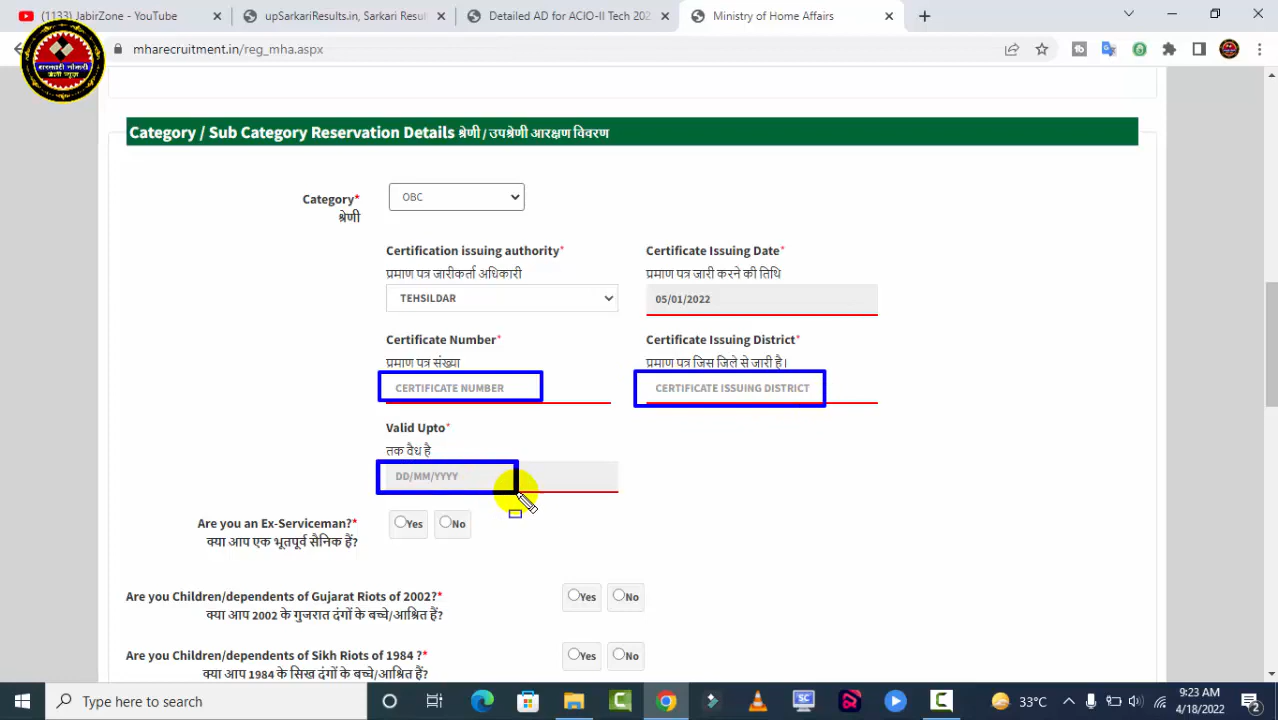 (1133) JabirZone - YouTube
upSarkariResults.in, Sarkari Resul
Detailed AD for ACIO-II Tech 202
Ministry of Home Affairs
mharecruitment.in/reg_mha.aspx
सरकारी नौकरी
डेली न्यूज
Category / Sub Category Reservation Details श्रेणी / उपश्रेणी आरक्षण विवरण
Category*
श्रेणी
OBC
Certification issuing authority*
प्रमाण पत्र जारीकर्ता अधिकारी
TEHSILDAR
Certificate Issuing Date*
प्रमाण पत्र जारी करने की तिथि
05/01/2022
Certificate Number*
प्रमाण पत्र संख्या
CERTIFICATE NUMBER
Certificate Issuing District*
प्रमाण पत्र जिस जिले से जारी है।
CERTIFICATE ISSUING DISTRICT
Valid Upto*
तक वैध है
DD/MM/YYYY
Are you an Ex-Serviceman?*
क्या आप एक भूतपूर्व सैनिक हैं?
Yes No
Are you Children/dependents of Gujarat Riots of 2002?*
क्या आप 2002 के गुजरात दंगों के बच्चे/आश्रित हैं?
Yes No
Are you Children/dependents of Sikh Riots of 1984 ?*
क्या आप 1984 के सिख दंगों के बच्चे/आश्रित हैं?
Yes No
Type here to search
SC
33°C
9:23 AM
4/18/2022
2